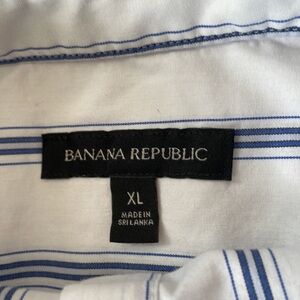 BANANA REPUBLIC
XL
MADE IN
SRI LANKA